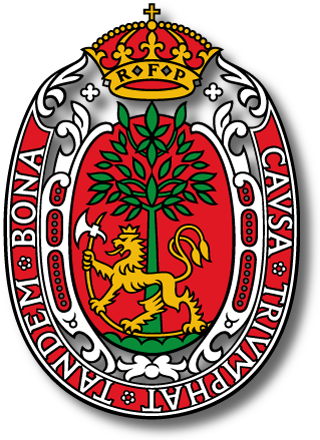 R F P
CAVSA TRIVMPHAT TANDEM BONA